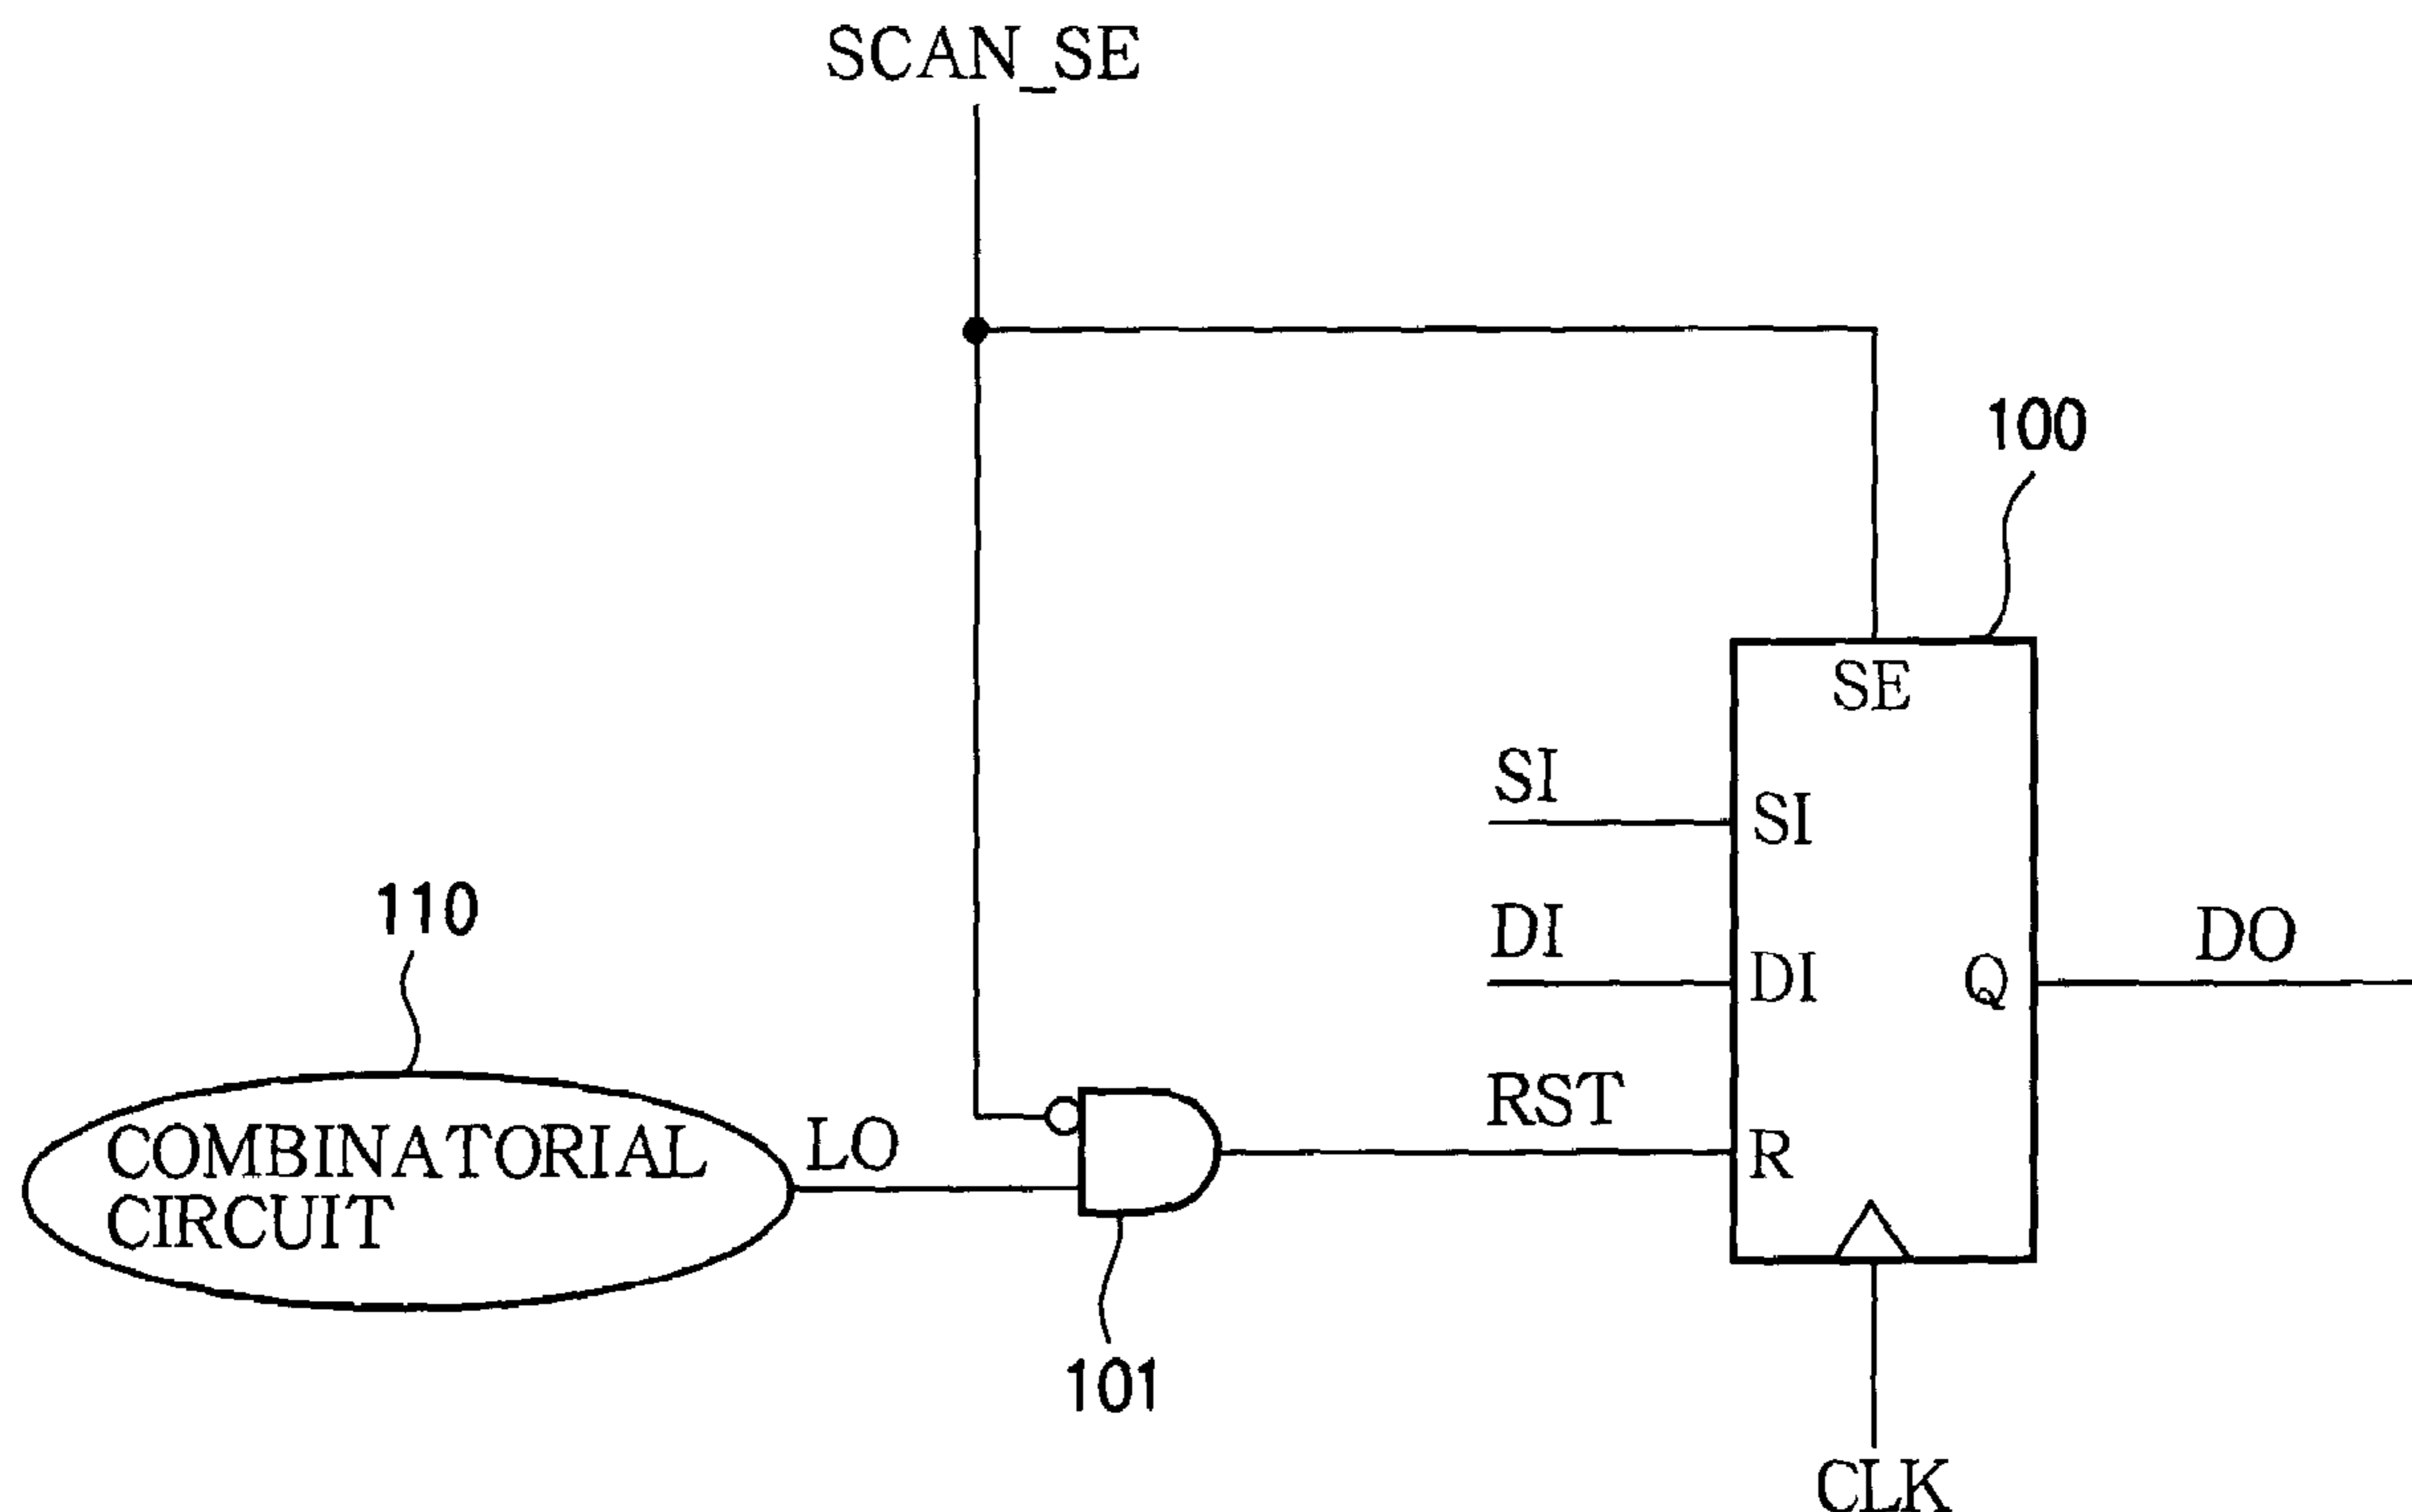 SCAN_SE
100
SE
SI
SI
DI
DI
Q
DO
110
RST
R
LO
COMBINATORIAL
CIRCUIT
101
CLK